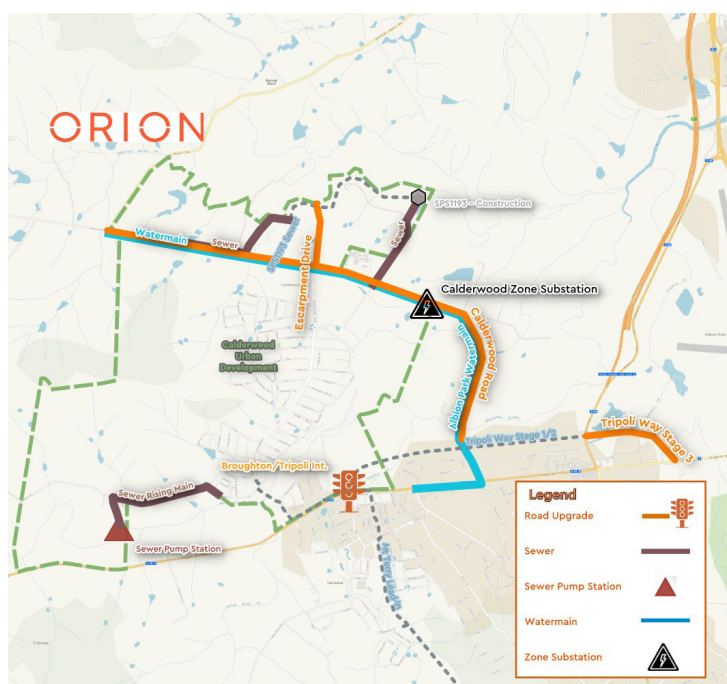 ORION
SPS1193 – Construction
Watermain
Sewer
SPS1193 Sewer
Sewer
Escarpment Drive
Calderwood Zone Substation
Calderwood
Urban
Development
Albion Park Watermain
Calderwood Road
Tripoli Way Stage 1/2
Tripoli Way Stage 3
Broughton/Tripoli Int.
Sewer Rising Main
Sewer Pump Station
Legend
Road Upgrade
Sewer
Sewer Pump Station
Watermain
Zone Substation